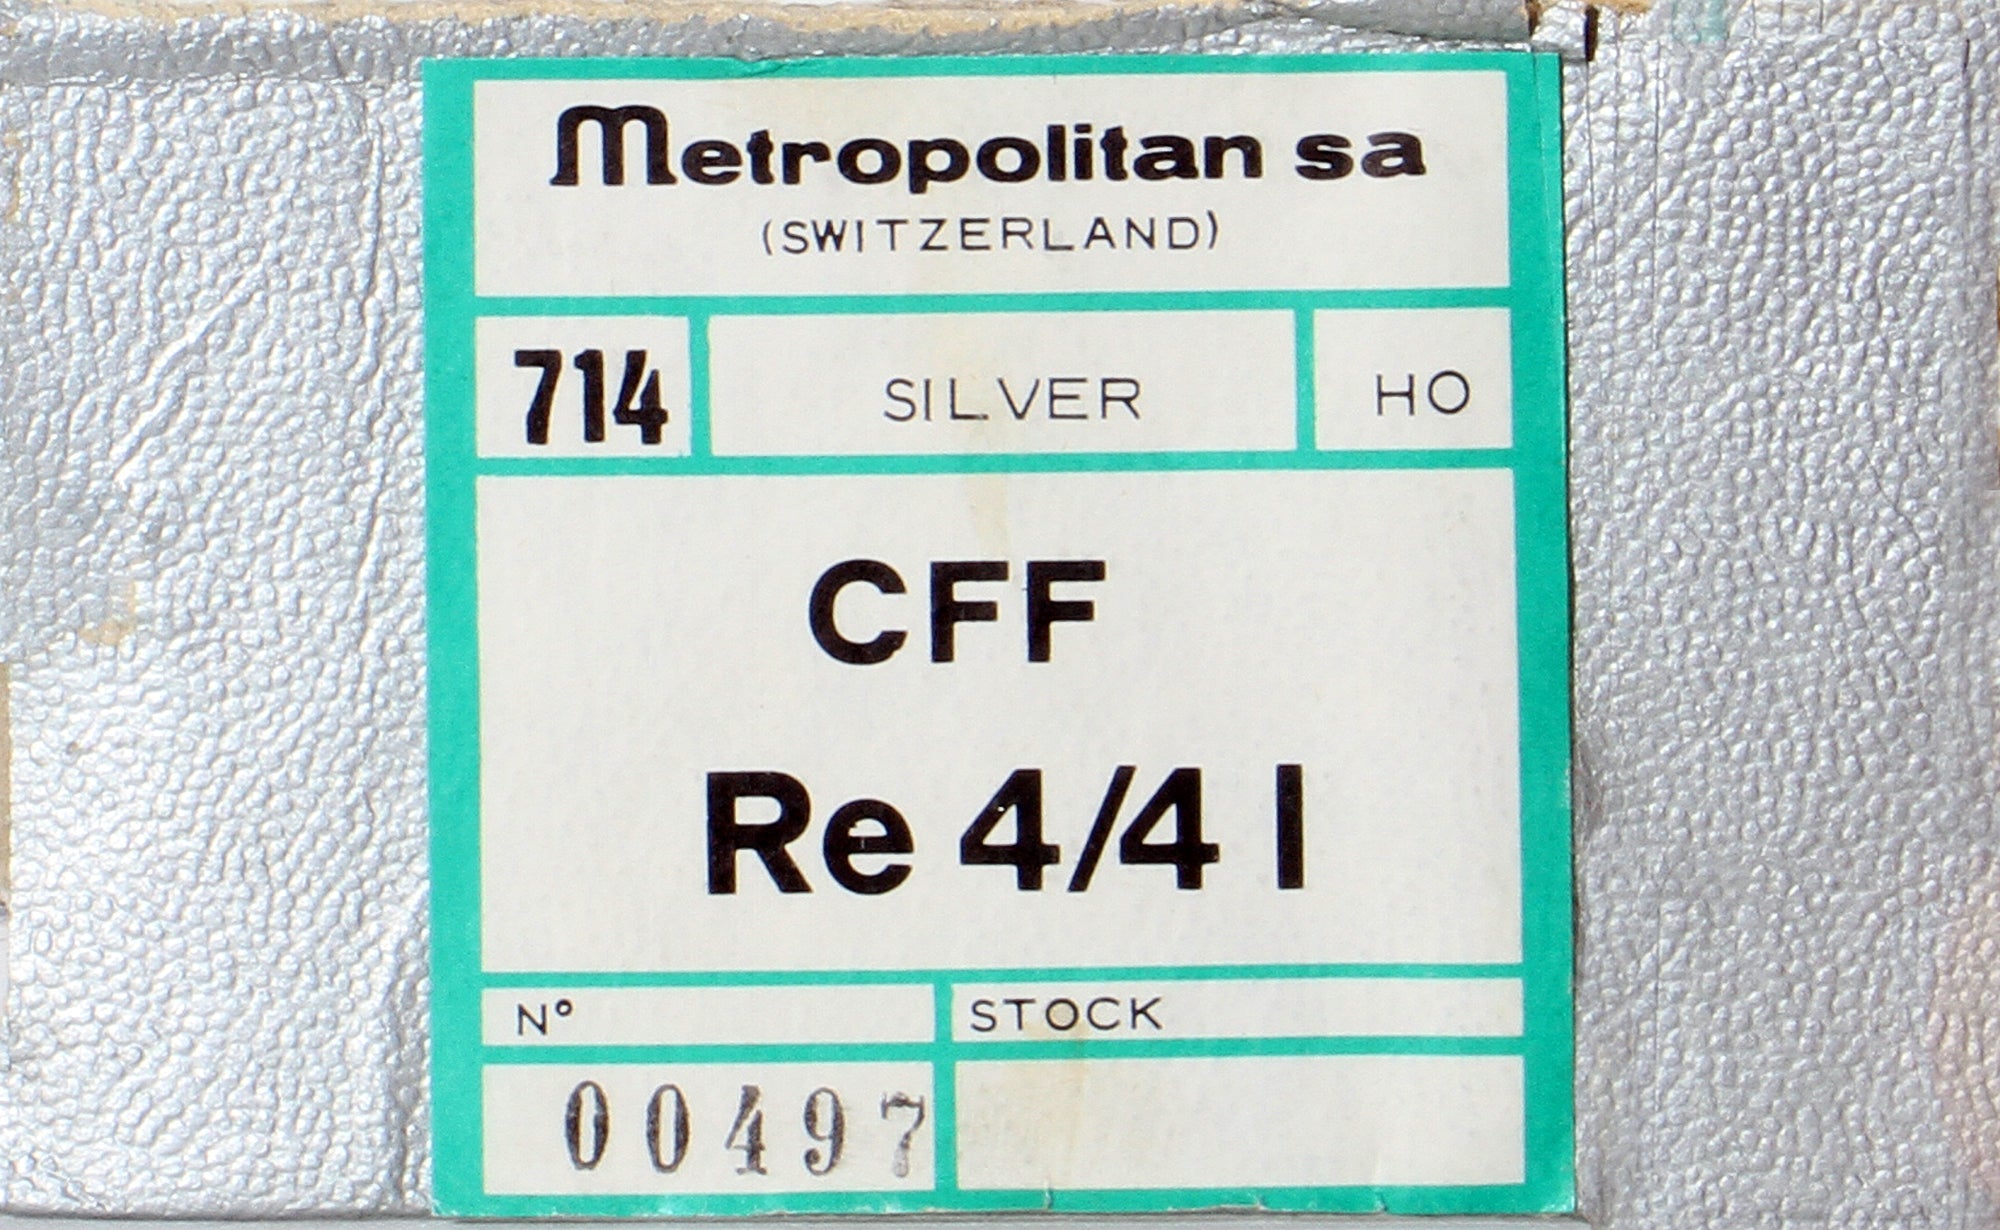 Metropolitan sa
(SWITZERLAND)
714 SILVER HO
CFF
Re 4/4 I
N° STOCK
00497